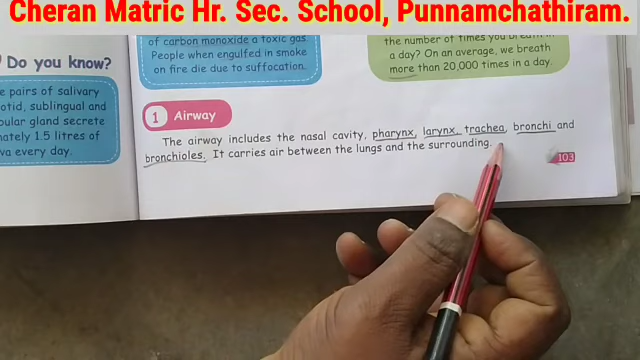 Cheran Matric Hr. Sec. School, Punnamchathiram.
Do you know?
e pairs of salivary
otid, sublingual and
ular gland secrete
nately 1.5 litres of
va every day.
of carbon monoxide a toxic gas
People when engulfed in smoke
on fire die due to suffocation.
the number of times you breath in
a day? On an average, we breath
more than 20,000 times in a day.
1 Airway
The airway includes the nasal cavity, pharynx, larynx, trachea, bronchi and
bronchioles. It carries air between the lungs and the surrounding.
103